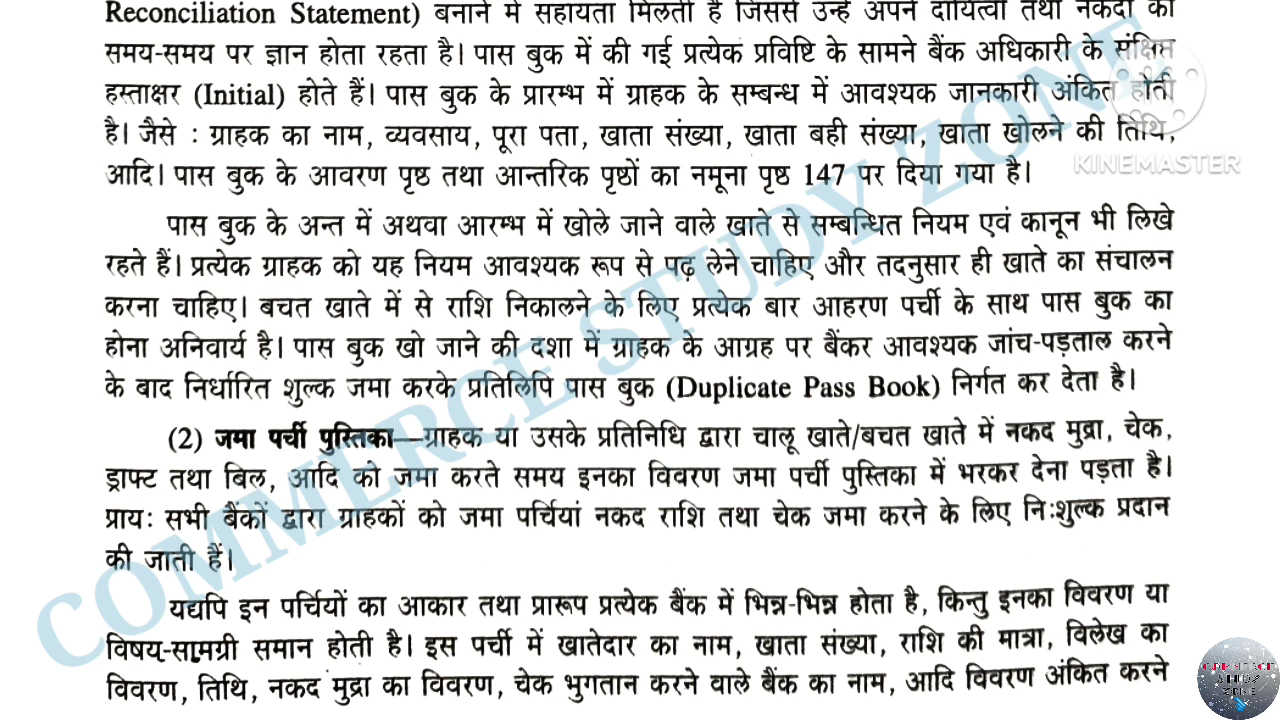 Reconciliation Statement) बनाने में सहायता मिलती है जिससे उन्हें अपने दायित्वों तथा नकदी का
समय-समय पर ज्ञान होता रहता है। पास बुक में की गई प्रत्येक प्रविष्टि के सामने बैंक अधिकारी के संक्षिप्त
हस्ताक्षर (Initial) होते हैं। पास बुक के प्रारम्भ में ग्राहक के सम्बन्ध में आवश्यक जानकारी अंकित होती
है। जैसे : ग्राहक का नाम, व्यवसाय, पूरा पता, खाता संख्या, खाता बही संख्या, खाता खोलने की तिथि,
आदि। पास बुक के आवरण पृष्ठ तथा आन्तरिक पृष्ठों का नमूना पृष्ठ 147 पर दिया गया है।
KINEMASTER
पास बुक के अन्त में अथवा आरम्भ में खोले जाने वाले खाते से सम्बन्धित नियम एवं कानून भी लिखे
रहते हैं। प्रत्येक ग्राहक को यह नियम आवश्यक रूप से पढ़ लेने चाहिए और तदनुसार ही खाते का संचालन
करना चाहिए। बचत खाते में से राशि निकालने के लिए प्रत्येक बार आहरण पर्ची के साथ पास बुक का
होना अनिवार्य है। पास बुक खो जाने की दशा में ग्राहक के आग्रह पर बैंकर आवश्यक जांच-पड़ताल करने
के बाद निर्धारित शुल्क जमा करके प्रतिलिपि पास बुक (Duplicate Pass Book) निर्गत कर देता है।
(2) जमा पर्ची पुस्तिका—ग्राहक या उसके प्रतिनिधि द्वारा चालू खाते/बचत खाते में नकद मुद्रा, चेक,
ड्राफ्ट तथा बिल, आदि को जमा करते समय इनका विवरण जमा पर्ची पुस्तिका में भरकर देना पड़ता है।
प्रायः सभी बैंकों द्वारा ग्राहकों को जमा पर्चियां नकद राशि तथा चेक जमा करने के लिए निःशुल्क प्रदान
की जाती हैं।
यद्यपि इन पर्चियों का आकार तथा प्रारूप प्रत्येक बैंक में भिन्न-भिन्न होता है, किन्तु इनका विवरण या
विषय-सामग्री समान होती है। इस पर्ची में खातेदार का नाम, खाता संख्या, राशि की मात्रा, विलेख का
विवरण, तिथि, नकद मुद्रा का विवरण, चेक भुगतान करने वाले बैंक का नाम, आदि विवरण अंकित करने
COMMERCE STUDY ZONE
COMMERCE
STUDY
ZONE